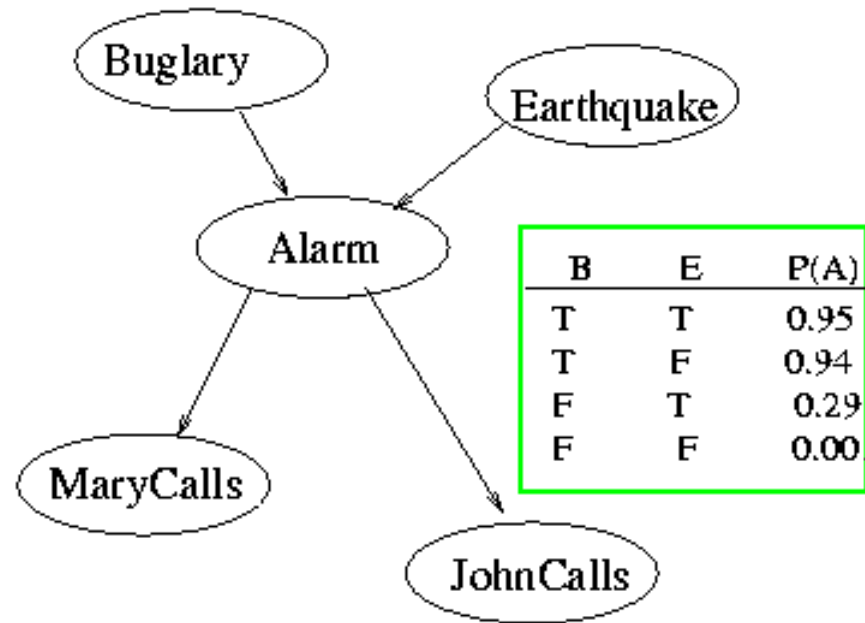 Buglary
Earthquake
Alarm
B E P(A)
T T 0.95
T F 0.94
F T 0.29
F F 0.00
MaryCalls
JohnCalls